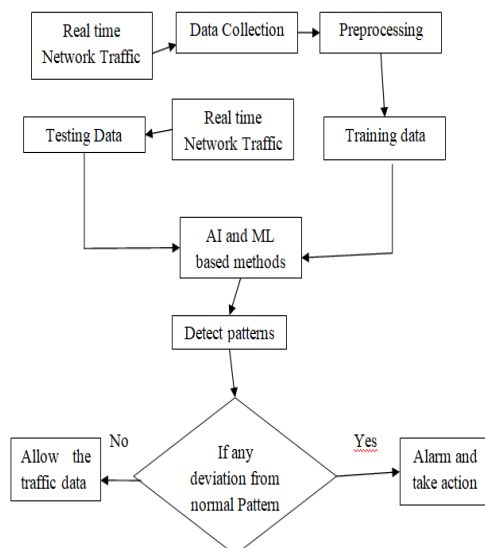 Real time
Network Traffic
Data Collection
Preprocessing
Testing Data
Real time
Network Traffic
Training data
AI and ML
based methods
Detect patterns
If any
deviation from
normal Pattern
No
Yes
Allow the
traffic data
Alarm and
take action